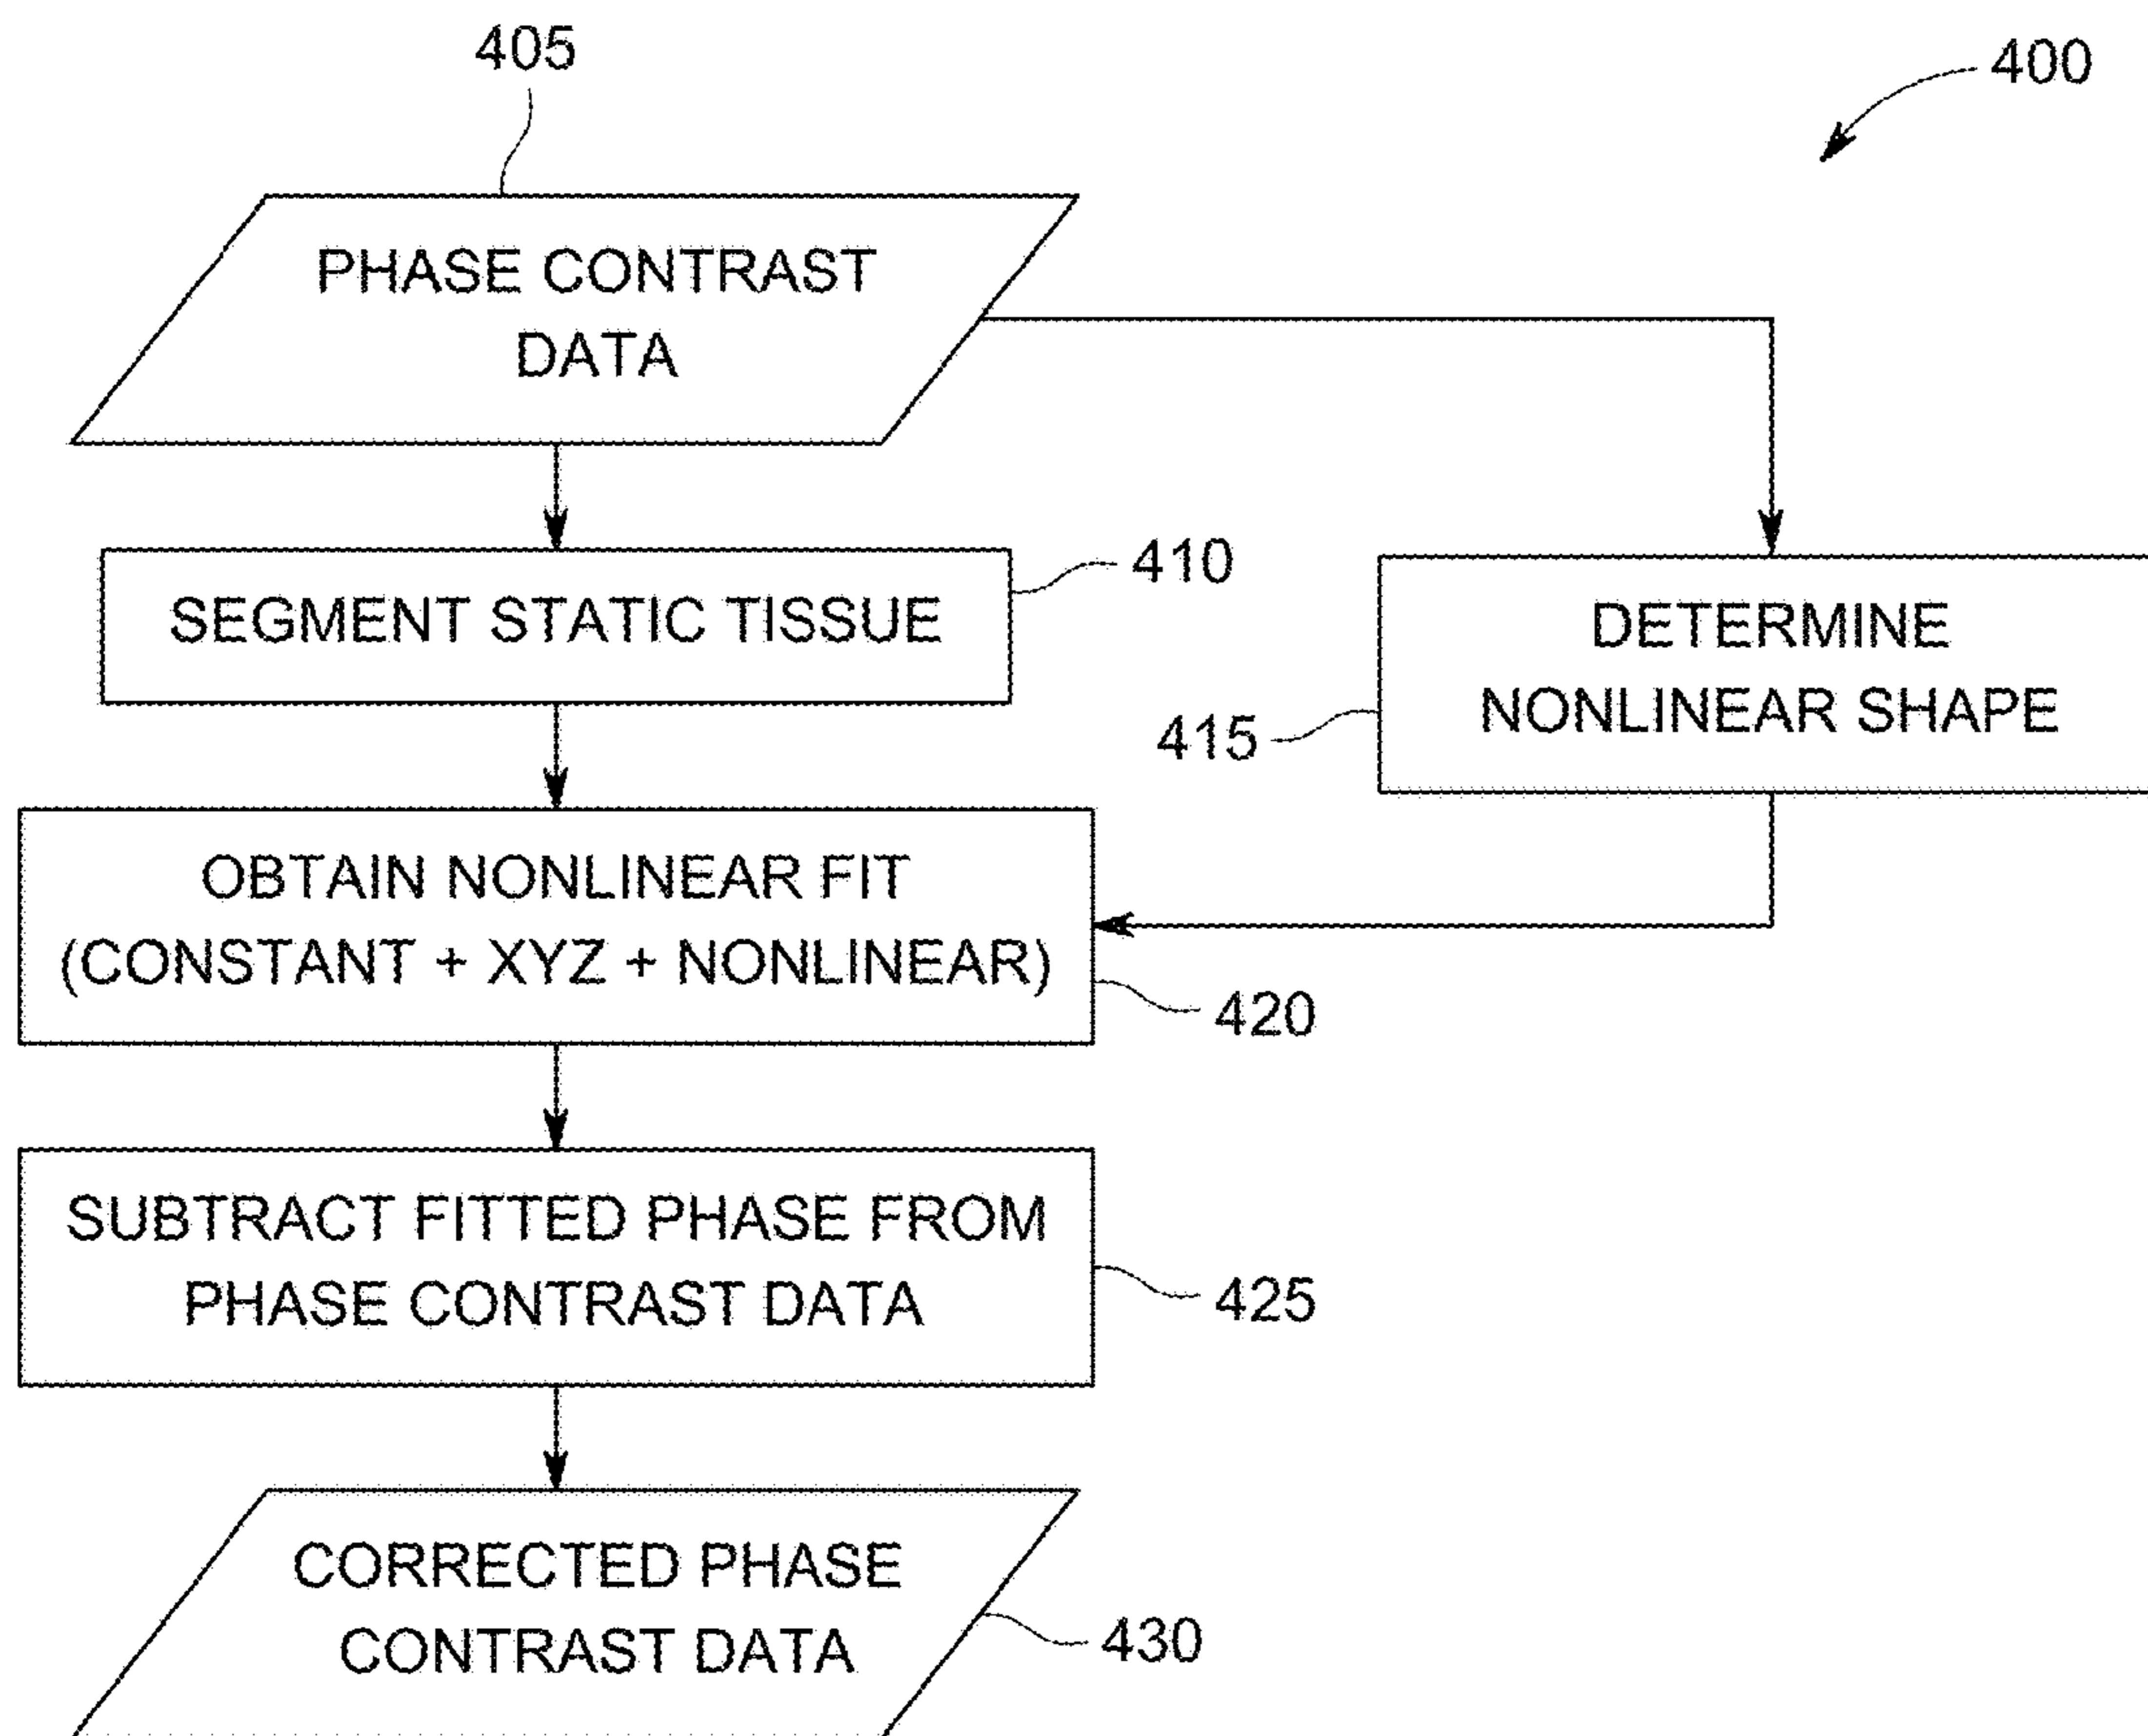 405
400
PHASE CONTRAST
DATA
SEGMENT STATIC TISSUE
410
DETERMINE
NONLINEAR SHAPE
415
OBTAIN NONLINEAR FIT
(CONSTANT + XYZ + NONLINEAR)
420
SUBTRACT FITTED PHASE FROM
PHASE CONTRAST DATA
425
CORRECTED PHASE
CONTRAST DATA
430